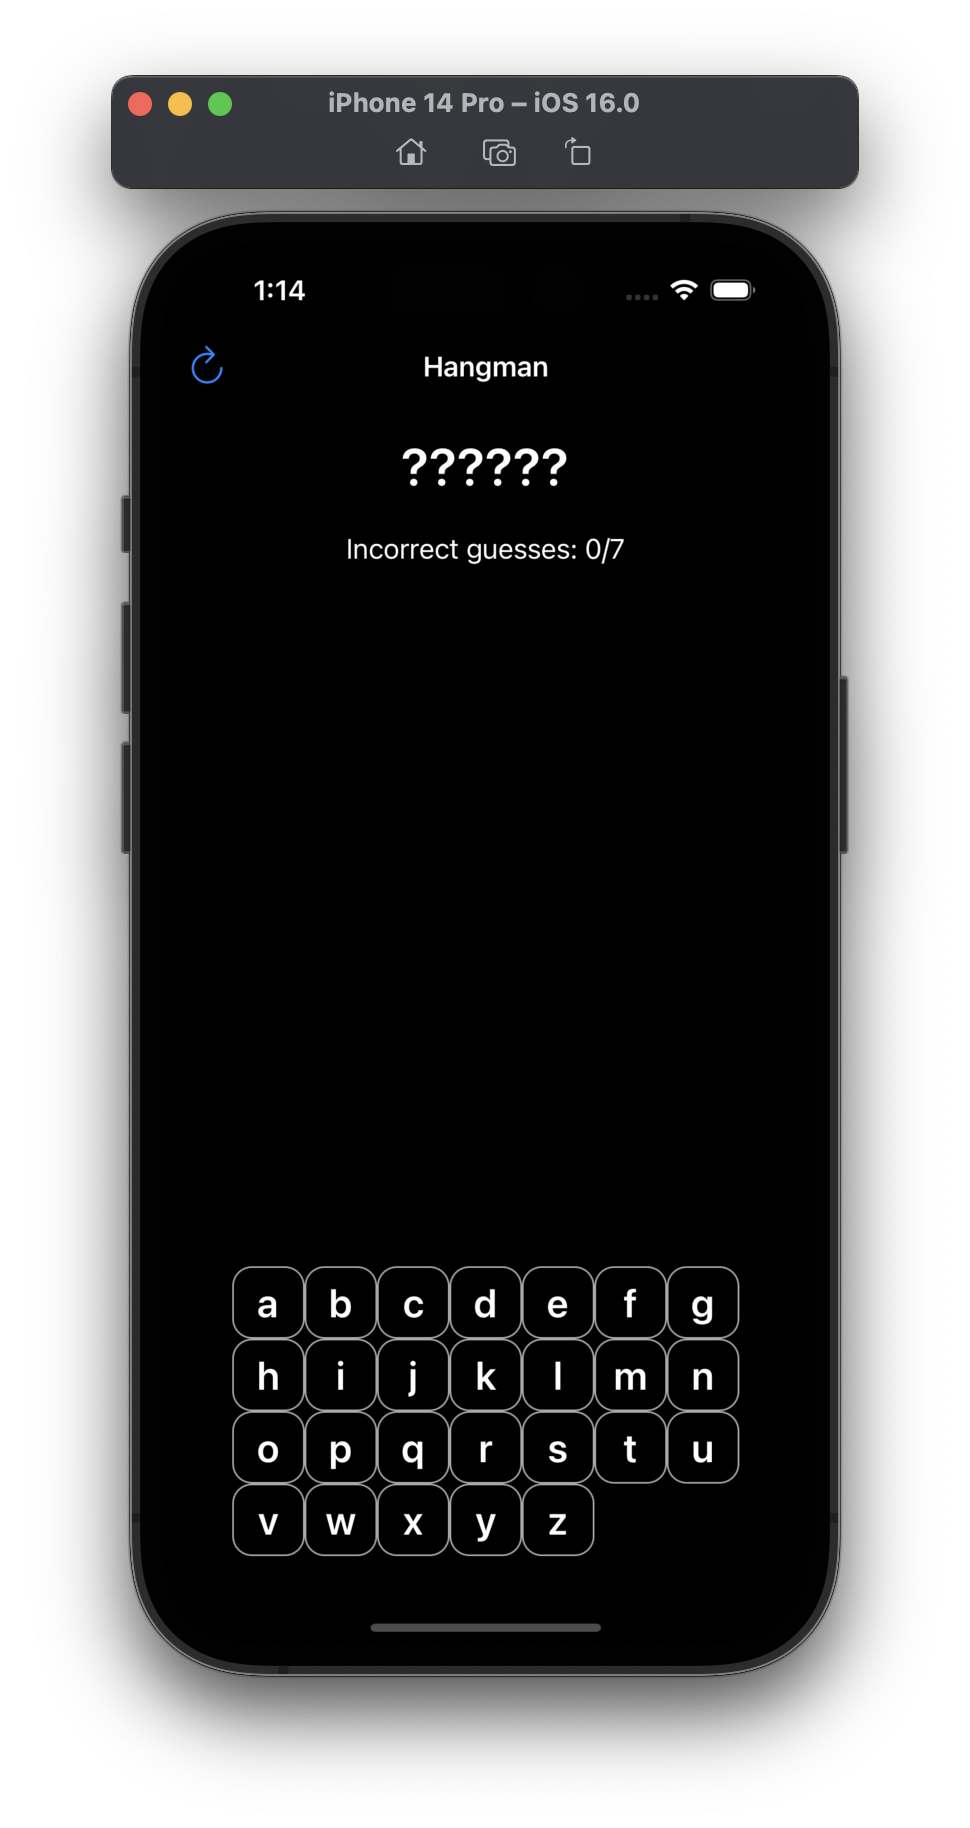 iPhone 14 Pro – iOS 16.0
1:14
Hangman
??????
Incorrect guesses: 0/7
a b c d e f g
h i j k l m n
o p q r s t u
v w x y z